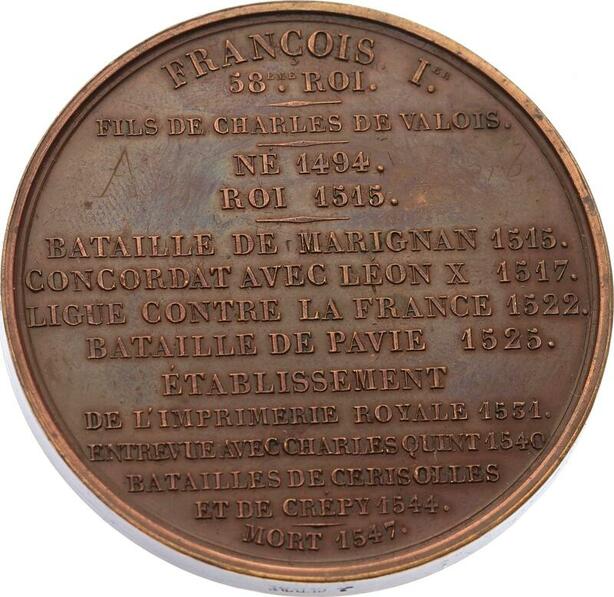 FRANÇOIS I.ER
58.EME ROI.
FILS DE CHARLES DE VALOIS.
NÉ 1494.
ROI 1515.
BATAILLE DE MARIGNAN 1515.
CONCORDAT AVEC LÉON X 1517.
LIGUE CONTRE LA FRANCE 1522.
BATAILLE DE PAVIE 1525.
ÉTABLISSEMENT
DE L'IMPRIMERIE ROYALE 1531.
ENTREVUE AVEC CHARLES QUINT 1540
BATAILLES DE CERISOLLES
ET DE CRÉPY 1544.
MORT 1547.